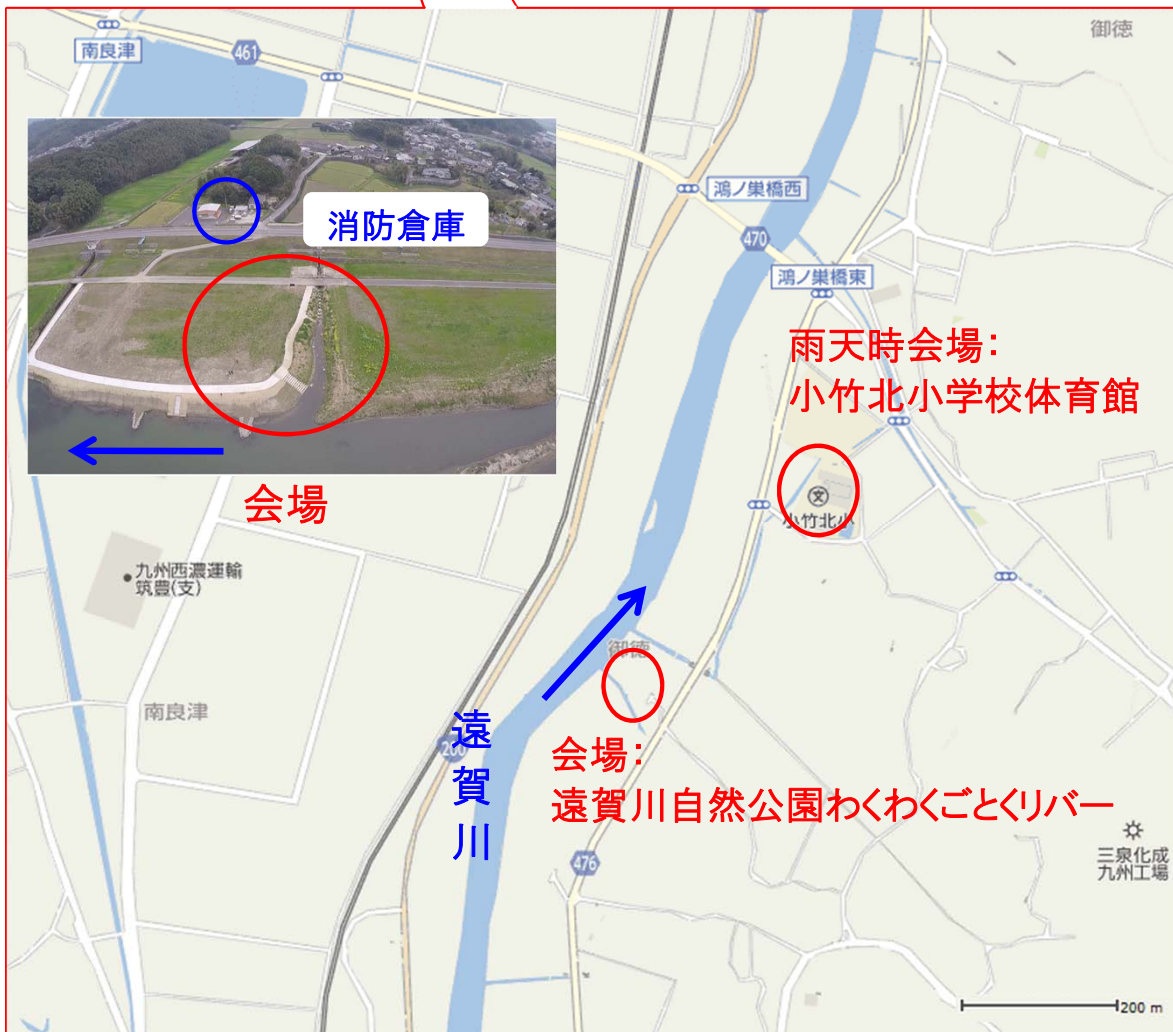 御徳
南良津
461
鴻ノ巣橋西
消防倉庫
470
鴻ノ巣橋東
雨天時会場:
小竹北小学校体育館
会場
小竹北小
九州西濃運輸
筑豊(支)
御徳
南良津
遠賀川
200
会場:
遠賀川自然公園わくわくごとくリバー
476
三泉化成
九州工場
200 m